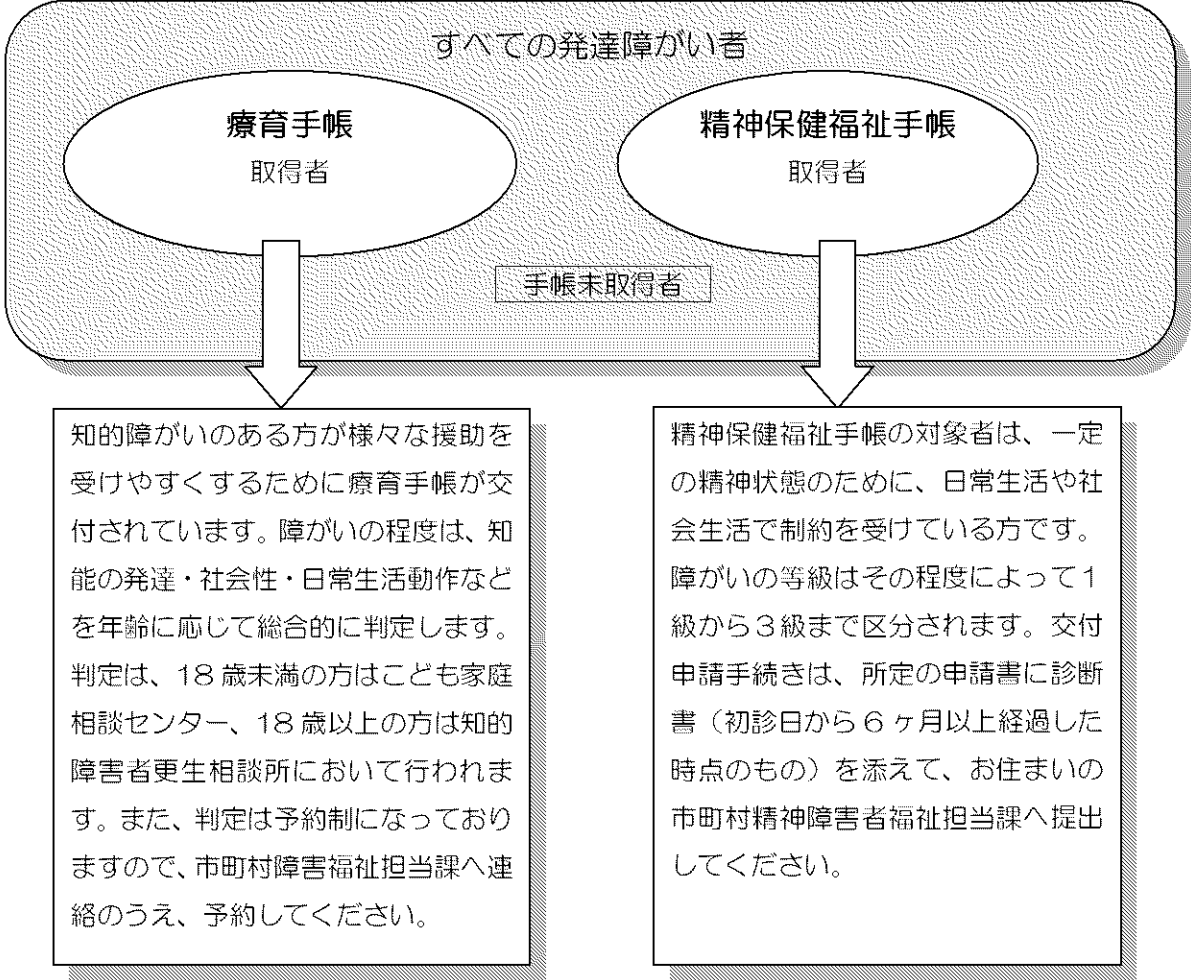 すべての発達障がい者
療育手帳
取得者
精神保健福祉手帳
取得者
手帳未取得者
知的障がいのある方が様々な援助を
受けやすくするために療育手帳が交
付されています。障がいの程度は、知
能の発達・社会性・日常生活動作など
を年齢に応じて総合的に判定します。
判定は、18 歳未満の方はこども家庭
相談センター、18 歳以上の方は知的
障害者更生相談所において行われま
す。また、判定は予約制になっており
ますので、市町村障害福祉担当課へ連
絡のうえ、予約してください。
精神保健福祉手帳の対象者は、一定
の精神状態のために、日常生活や社
会生活で制約を受けている方です。
障がいの等級はその程度によって1
級から3級まで区分されます。交付
申請手続きは、所定の申請書に診断
書（初診日から6ヶ月以上経過した
時点のもの）を添えて、お住まいの
市町村精神障害者福祉担当課へ提出
してください。